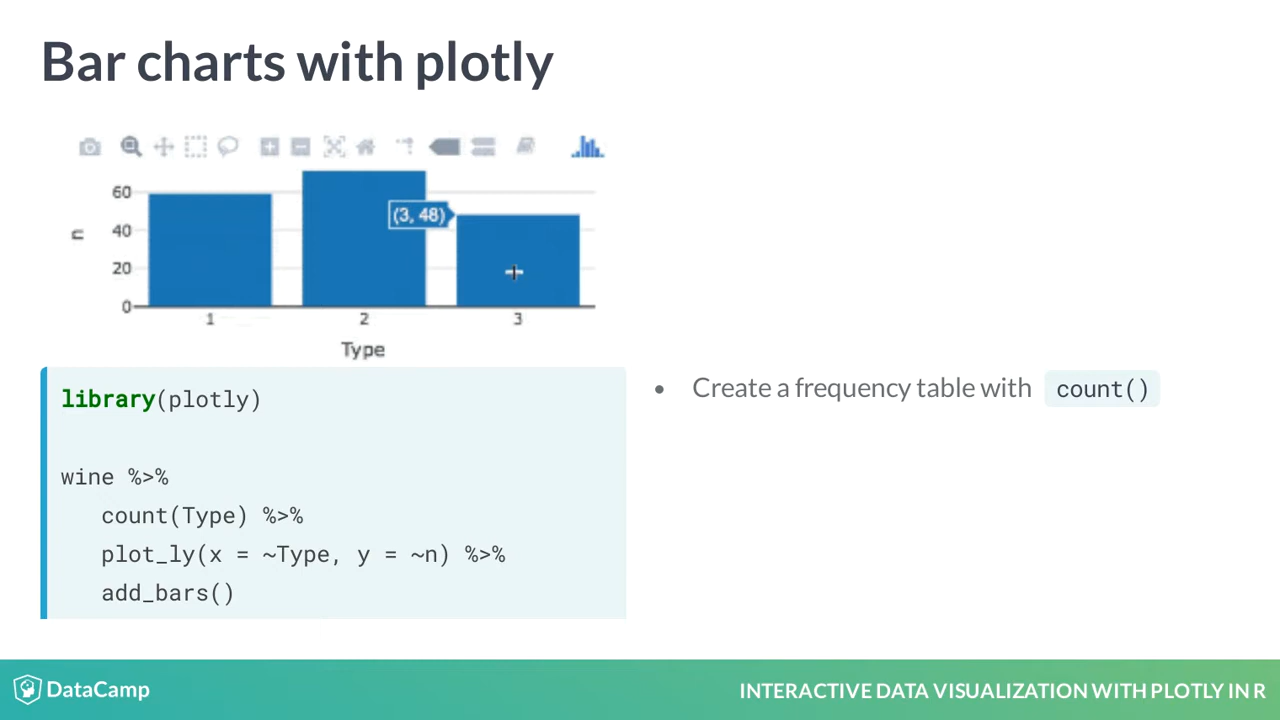 Bar charts with plotly
60
40
20
0
n
(3, 48)
1
2
3
Type
library(plotly)
wine %>%
count(Type) %>%
plot_ly(x = ~Type, y = ~n) %>%
add_bars()
• Create a frequency table with count()
DataCamp
INTERACTIVE DATA VISUALIZATION WITH PLOTLY IN R